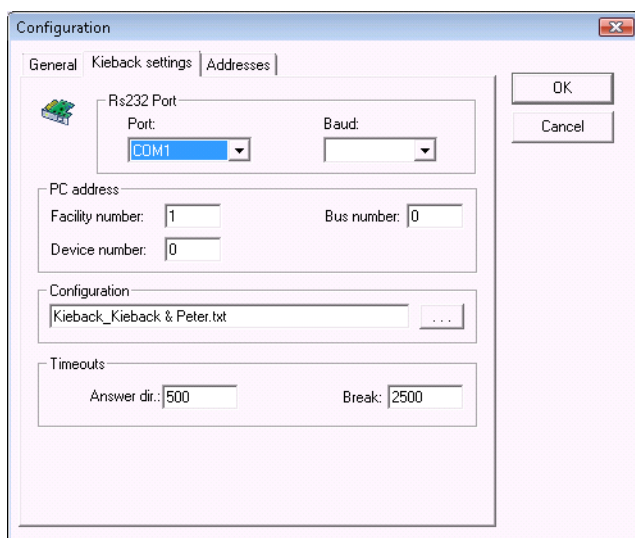 Configuration
General Kieback settings Addresses
OK
Cancel
Rs232 Port
Port: Baud:
COM1
PC address
Facility number: 1 Bus number: 0
Device number: 0
Configuration
Kieback_Kieback & Peter.txt ...
Timeouts
Answer dir.: 500 Break: 2500